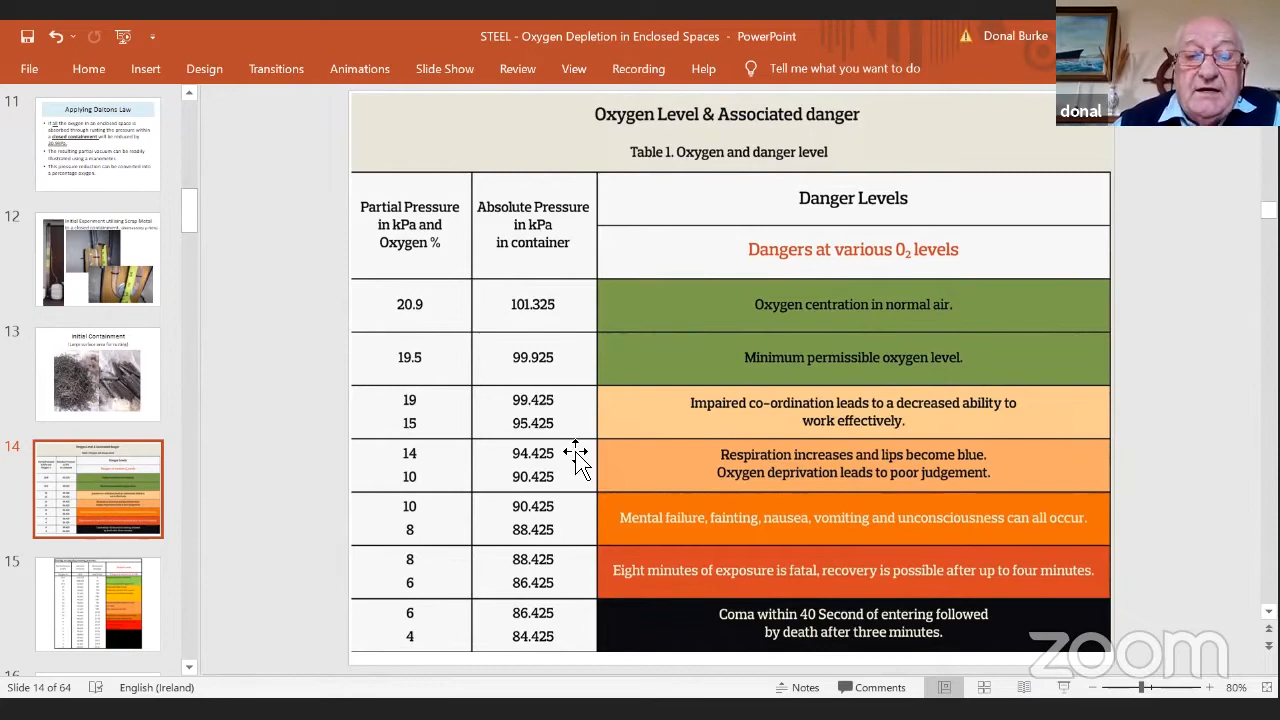 STEEL - Oxygen Depletion in Enclosed Spaces - PowerPoint
Donal Burke
File Home Insert Design Transitions Animations Slide Show Review View Recording Help Tell me what you want to do
donal
11
Applying Daltons Law
12
13
Initial Containment
14
15
Oxygen Level & Associated danger
Table 1. Oxygen and danger level
Partial Pressure
in kPa and
Oxygen %
Absolute Pressure
in kPa
in container
Danger Levels
Dangers at various 0₂ levels
20.9 101.325 Oxygen centration in normal air.
19.5 99.925 Minimum permissible oxygen level.
19 99.425
15 95.425
Impaired co-ordination leads to a decreased ability to
work effectively.
14 94.425
10 90.425
Respiration increases and lips become blue.
Oxygen deprivation leads to poor judgement.
10 90.425
8 88.425
Mental failure, fainting, nausea, vomiting and unconsciousness can all occur.
8 88.425
6 86.425
Eight minutes of exposure is fatal, recovery is possible after up to four minutes.
6 86.425
4 84.425
Coma within 40 Second of entering followed
by death after three minutes.
zoom
Slide 14 of 64 English (Ireland) Notes Comments 80%